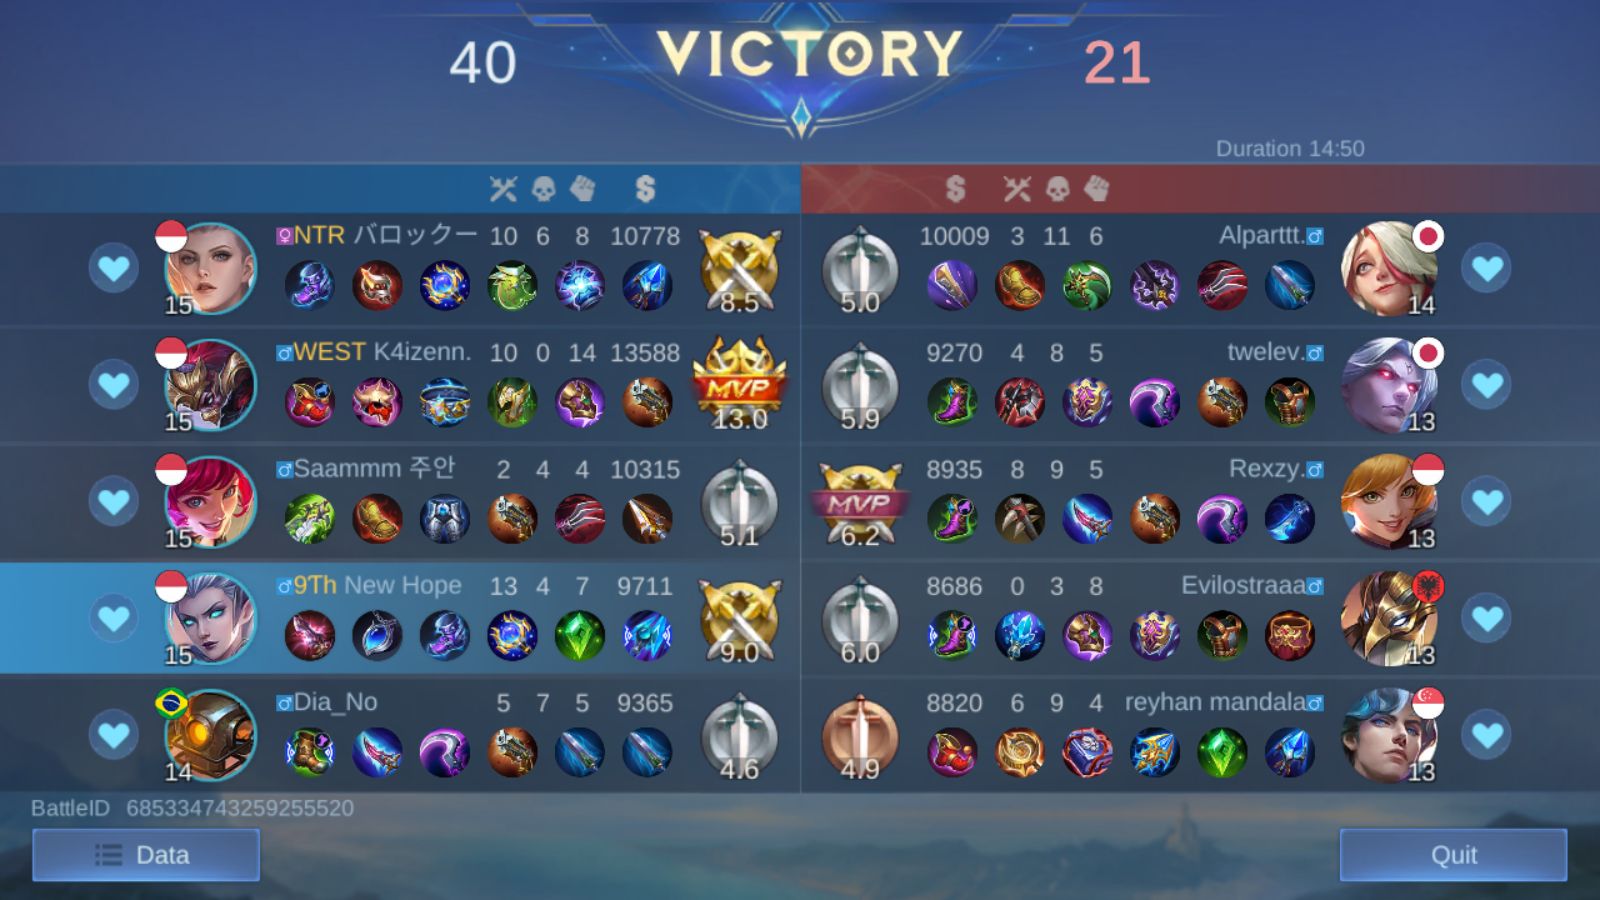 40 VICTORY 21
Duration 14:50
NTR バロックー 10 6 8 10778
15 8.5
5.0 10009 3 11 6 Alparttt.
14
WEST K4izenn. 10 0 14 13588
15 MVP 13.0
5.9 9270 4 8 5 twelev.
13
Saammm 주안 2 4 4 10315
15 5.1
MVP 6.2 8935 8 9 5 Rexzy.
13
9Th New Hope 13 4 7 9711
15 9.0
6.0 8686 0 3 8 Evilostraaa
13
Dia_No 5 7 5 9365
14 4.6
4.9 8820 6 9 4 reyhan mandala
13
BattleID 685334743259255520
Data Quit